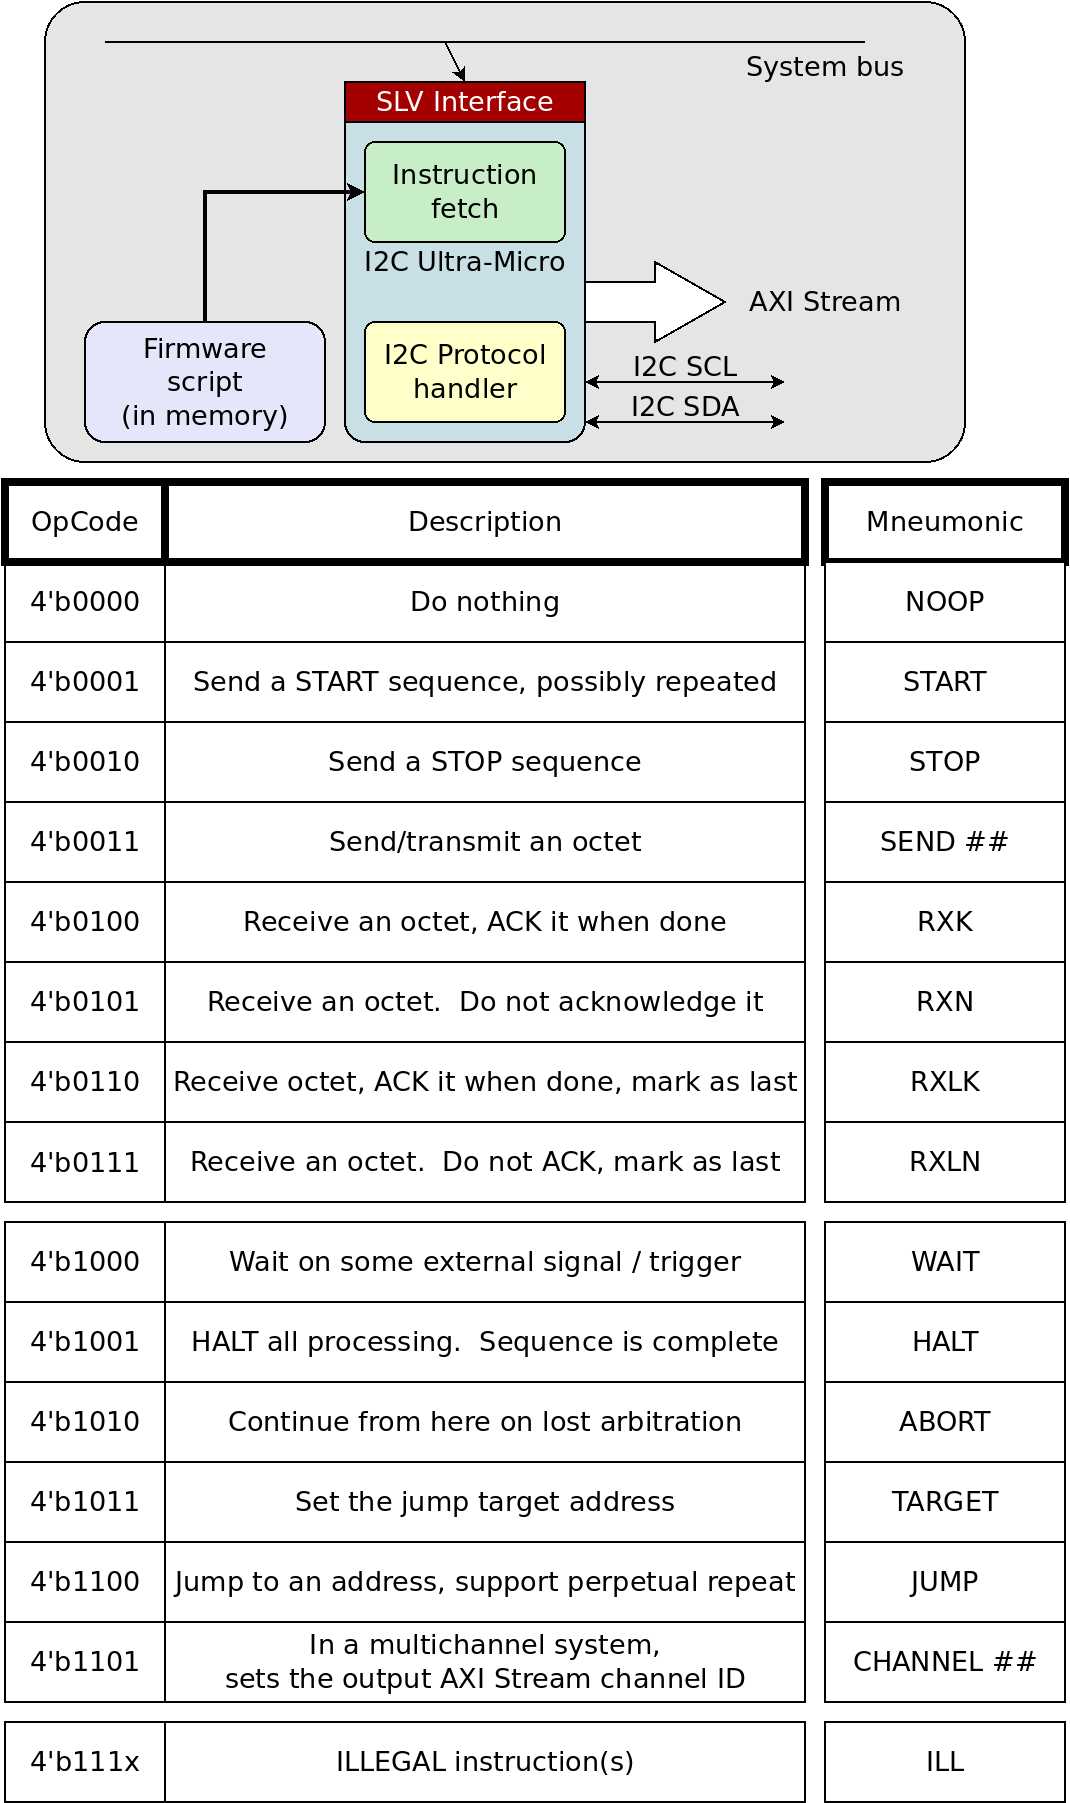 System bus
SLV Interface
Instruction
fetch
I2C Ultra-Micro
AXI Stream
Firmware
script
(in memory)
I2C Protocol
handler
I2C SCL
I2C SDA
OpCode Description Mneumonic
4'b0000 Do nothing NOOP
4'b0001 Send a START sequence, possibly repeated START
4'b0010 Send a STOP sequence STOP
4'b0011 Send/transmit an octet SEND ##
4'b0100 Receive an octet, ACK it when done RXK
4'b0101 Receive an octet.  Do not acknowledge it RXN
4'b0110 Receive octet, ACK it when done, mark as last RXLK
4'b0111 Receive an octet.  Do not ACK, mark as last RXLN
4'b1000 Wait on some external signal / trigger WAIT
4'b1001 HALT all processing.  Sequence is complete HALT
4'b1010 Continue from here on lost arbitration ABORT
4'b1011 Set the jump target address TARGET
4'b1100 Jump to an address, support perpetual repeat JUMP
4'b1101 In a multichannel system,
sets the output AXI Stream channel ID CHANNEL ##
4'b111x ILLEGAL instruction(s) ILL